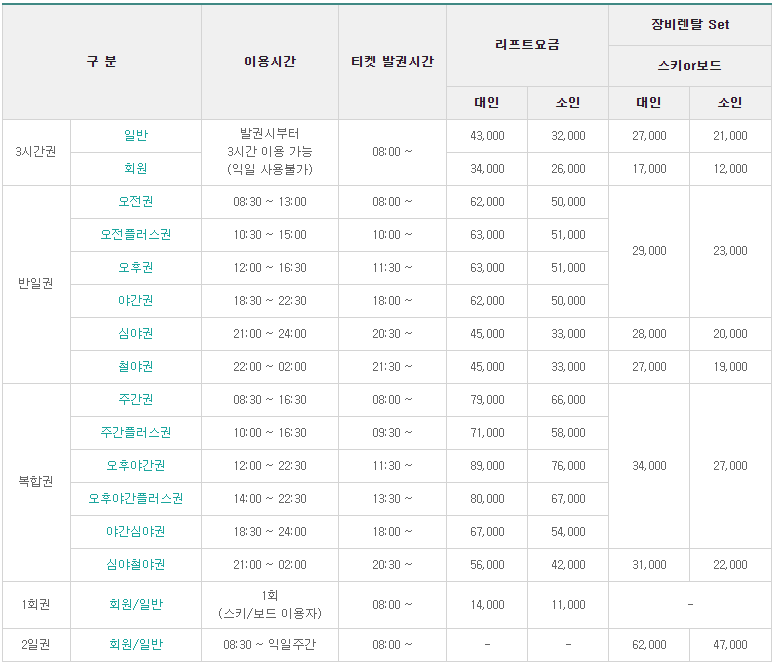 구 분 이용시간 티켓 발권시간 리프트요금 장비렌탈 Set
스키or보드
대인 소인 대인 소인
3시간권 일반 발권시부터 08:00 ~ 43,000 32,000 27,000 21,000
3시간 이용 가능
회원 (익일 사용불가) 34,000 26,000 17,000 12,000
반일권 오전권 08:30 ~ 13:00 08:00 ~ 62,000 50,000 29,000 23,000
오전플러스권 10:30 ~ 15:00 10:00 ~ 63,000 51,000
오후권 12:00 ~ 16:30 11:30 ~ 63,000 51,000
야간권 18:30 ~ 22:30 18:00 ~ 62,000 50,000
심야권 21:00 ~ 24:00 20:30 ~ 45,000 33,000 28,000 20,000
철야권 22:00 ~ 02:00 21:30 ~ 45,000 33,000 27,000 19,000
복합권 주간권 08:30 ~ 16:30 08:00 ~ 79,000 66,000 34,000 27,000
주간플러스권 10:00 ~ 16:30 09:30 ~ 71,000 58,000
오후야간권 12:00 ~ 22:30 11:30 ~ 89,000 76,000
오후야간플러스권 14:00 ~ 22:30 13:30 ~ 80,000 67,000
야간심야권 18:30 ~ 24:00 18:00 ~ 67,000 54,000
심야철야권 21:00 ~ 02:00 20:30 ~ 56,000 42,000 31,000 22,000
1회권 회원/일반 1회 08:00 ~ 14,000 11,000 -
(스키/보드 이용자)
2일권 회원/일반 08:30 ~ 익일주간 08:00 ~ - - 62,000 47,000